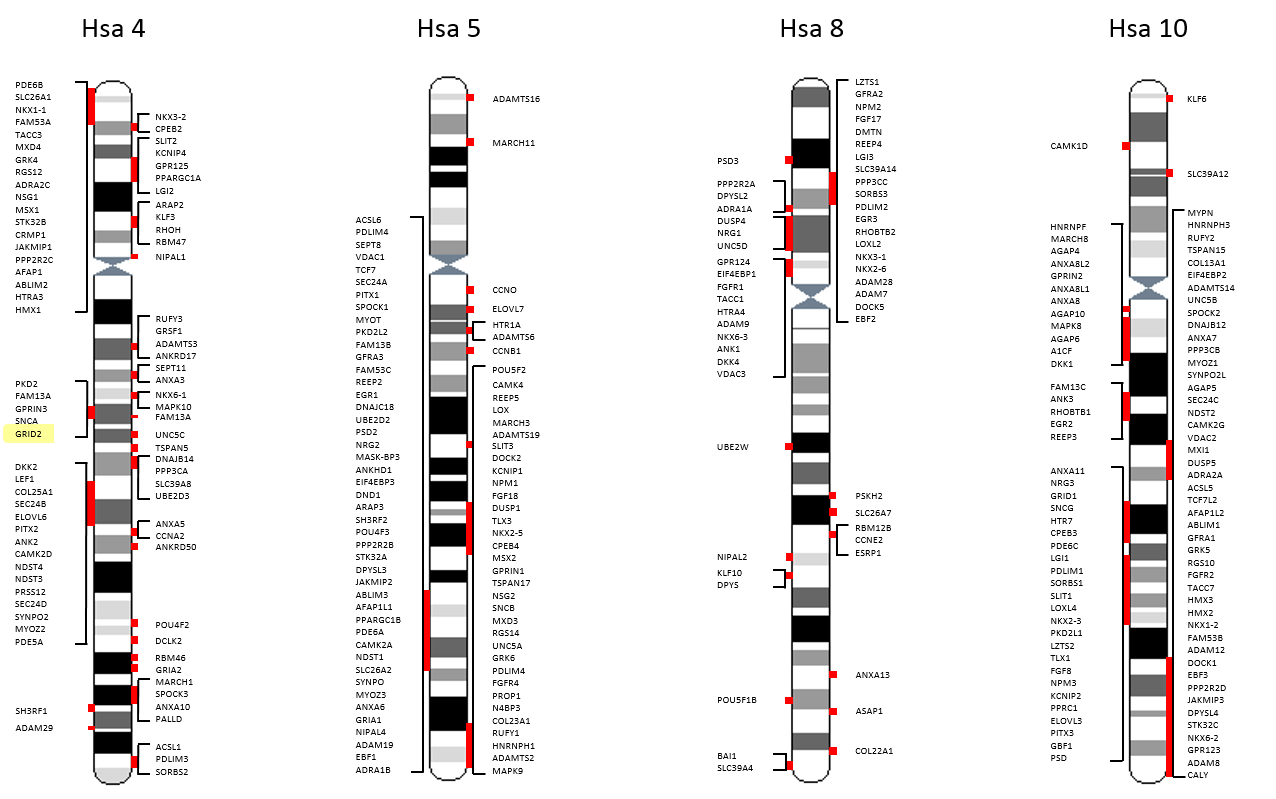 Hsa 4
Hsa 5
Hsa 8
Hsa 10
PDE6B
SLC26A1
NKX1-1
FAM53A
TACC3
MXD4
GRK4
RGS12
ADRA2C
NSG1
MSX1
STK32B
CRMP1
JAKMIP1
PPP2R2C
AFAP1
ABLIM2
HTRA3
HMX1
PKD2
FAM13A
GPRIN3
SNCA
GRID2
DKK2
LEF1
COL25A1
SEC24B
ELOVL6
PITX2
ANK2
CAMK2D
NDST4
NDST3
PRSS12
SEC24D
SYNPO2
MYOZ2
PDE5A
SH3RF1
ADAM29
NKX3-2
CPEB2
SLIT2
KCNIP4
GPR125
PPARGC1A
LGI2
ARAP2
KLF3
RHOH
RBM47
NIPAL1
RUFY3
GRSF1
ADAMTS3
ANKRD17
SEPT11
ANXA3
NKX6-1
MAPK10
FAM13A
UNC5C
TSPAN5
DNAJB14
PPP3CA
SLC39A8
UBE2D3
ANXA5
CCNA2
ANKRD50
POU4F2
DCLK2
RBM46
GRIA2
MARCH1
SPOCK3
ANXA10
PALLD
ACSL1
PDLIM3
SORBS2
ACSL6
PDLIM4
SEPT8
VDAC1
TCF7
SEC24A
PITX1
SPOCK1
MYOT
PKD2L2
FAM13B
GFRA3
FAM53C
REEP2
EGR1
DNAJC18
UBE2D2
PSD2
NRG2
MASK-BP3
ANKHD1
EIF4EBP3
DND1
ARAP3
SH3RF2
POU4F3
PPP2R2B
STK32A
DPYSL3
JAKMIP2
ABLIM3
AFAP1L1
PPARGC1B
PDE6A
CAMK2A
NDST1
SLC26A2
SYNPO
MYOZ3
ANXA6
GRIA1
NIPAL4
ADAM19
EBF1
ADRA1B
ADAMTS16
MARCH11
CCNO
ELOVL7
HTR1A
ADAMTS6
CCNB1
POU5F2
CAMK4
REEP5
LOX
MARCH3
ADAMTS19
SLIT3
DOCK2
KCNIP1
NPM1
FGF18
DUSP1
TLX3
NKX2-5
CPEB4
MSX2
GPRIN1
TSPAN17
NSG2
SNCB
MXD3
RGS14
UNC5A
GRK6
PDLIM4
FGFR4
PROP1
N4BP3
COL23A1
RUFY1
HNRNPH1
ADAMTS2
MAPK9
PSD3
PPP2R2A
DPYSL2
ADRA1A
DUSP4
NRG1
UNC5D
GPR124
EIF4EBP1
FGFR1
TACC1
HTRA4
ADAM9
NKX6-3
ANK1
DKK4
VDAC3
UBE2W
NIPAL2
KLF10
DPYS
POU5F1B
BAI1
SLC39A4
LZTS1
GFRA2
NPM2
FGF17
DMTN
REEP4
LGI3
SLC39A14
PPP3CC
SORBS3
PDLIM2
EGR3
RHOBTB2
LOXL2
NKX3-1
NKX2-6
ADAM28
ADAM7
DOCK5
EBF2
PSKH2
SLC26A7
RBM12B
CCNE2
ESRP1
ANXA13
ASAP1
COL22A1
CAMK1D
HNRNPF
MARCH8
AGAP4
ANXA8L2
GPRIN2
ANXA8L1
ANXA8
AGAP10
MAPK8
AGAP6
A1CF
DKK1
FAM13C
ANK3
RHOBTB1
EGR2
REEP3
ANXA11
NRG3
GRID1
SNCG
HTR7
CPEB3
PDE6C
LGI1
PDLIM1
SORBS1
SLIT1
LOXL4
NKX2-3
PKD2L1
LZTS2
TLX1
FGF8
NPM3
KCNIP2
PPRC1
ELOVL3
PITX3
GBF1
PSD
KLF6
SLC39A12
MYPN
HNRNPH3
RUFY2
TSPAN15
COL13A1
EIF4EBP2
ADAMTS14
UNC5B
SPOCK2
DNAJB12
ANXA7
PPP3CB
MYOZ1
SYNPO2L
AGAP5
SEC24C
NDST2
CAMK2G
VDAC2
MXI1
DUSP5
ADRA2A
ACSL5
TCF7L2
AFAP1L2
ABLIM1
GFRA1
GRK5
RGS10
FGFR2
TACC7
HMX3
HMX2
NKX1-2
FAM53B
ADAM12
DOCK1
EBF3
PPP2R2D
JAKMIP3
DPYSL4
STK32C
NKX6-2
GPR123
ADAM8
CALY